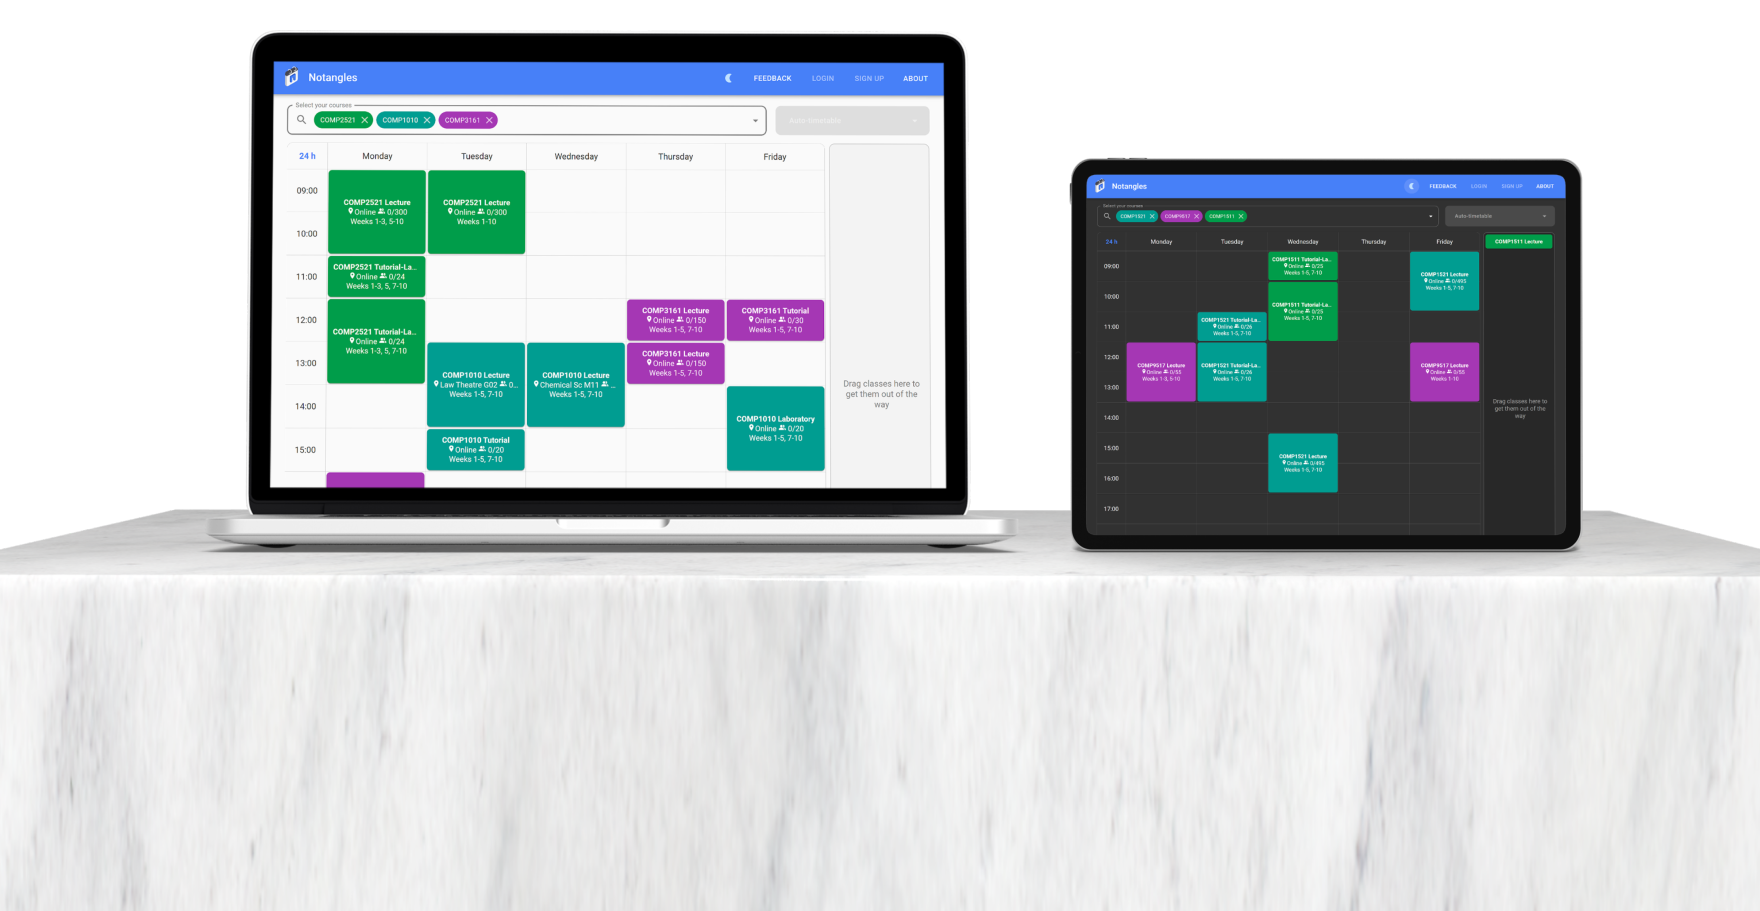 Notangles
FEEDBACK
LOGIN
SIGN UP
ABOUT
Select your courses
COMP2521
COMP1010
COMP3161
Auto-timetable
24 h
Monday
Tuesday
Wednesday
Thursday
Friday
09:00
10:00
11:00
12:00
13:00
14:00
15:00
COMP2521 Lecture
Online 0/300
Weeks 1-3, 5-10
COMP2521 Tutorial-La...
Online 0/24
Weeks 1-3, 5, 7-10
COMP2521 Tutorial-La...
Online 0/24
Weeks 1-3, 5, 7-10
COMP2521 Lecture
Online 0/300
Weeks 1-10
COMP1010 Lecture
Law Theatre G02 0...
Weeks 1-5, 7-10
COMP1010 Tutorial
Online 0/20
Weeks 1-5, 7-10
COMP1010 Lecture
Chemical Sc M11 ...
Weeks 1-5, 7-10
COMP3161 Lecture
Online 0/150
Weeks 1-5, 7-10
COMP3161 Lecture
Online 0/150
Weeks 1-5, 7-10
COMP3161 Tutorial
Online 0/30
Weeks 1-5, 7-10
COMP1010 Laboratory
Online 0/20
Weeks 1-5, 7-10
Drag classes here to
get them out of the
way
Notangles
FEEDBACK
LOGIN
SIGN UP
ABOUT
Select your courses
COMP1521
COMP9517
COMP1511
Auto-timetable
24 h
Monday
Tuesday
Wednesday
Thursday
Friday
09:00
10:00
11:00
12:00
13:00
14:00
15:00
16:00
17:00
COMP9517 Lecture
Online 0/55
Weeks 1-3, 5-10
COMP1521 Tutorial-La...
Online 0/26
Weeks 1-5, 7-10
COMP1521 Tutorial-La...
Online 0/26
Weeks 1-5, 7-10
COMP1511 Tutorial-La...
Online 0/25
Weeks 1-5, 7-10
COMP1511 Tutorial-La...
Online 0/25
Weeks 1-5, 7-10
COMP1521 Lecture
Online 0/495
Weeks 1-5, 7-10
COMP1521 Lecture
Online 0/495
Weeks 1-5, 7-10
COMP9517 Lecture
Online 0/55
Weeks 1-10
COMP1511 Lecture
Drag classes here to
get them out of the
way